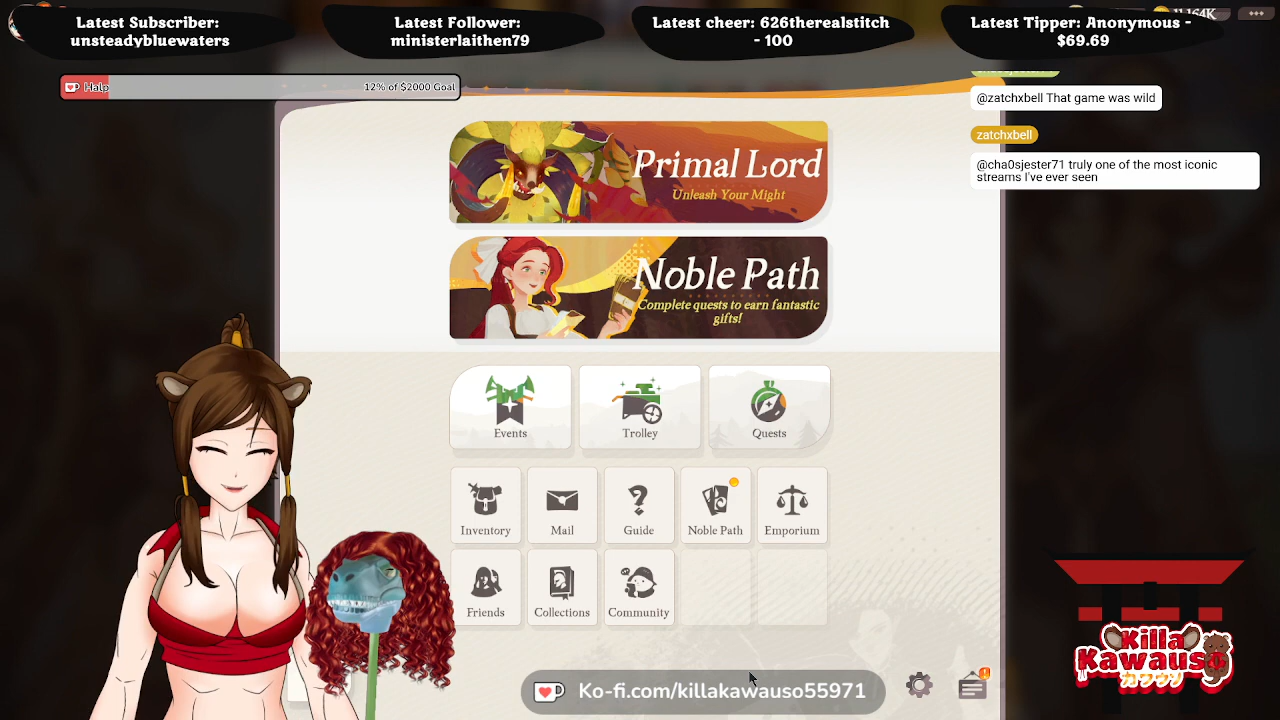 Latest Subscriber:
unsteadybluewaters
Latest Follower:
ministerlaithen79
Latest cheer: 626therealstitch
- 100
Latest Tipper: Anonymous -
$69.69
Halo
12% of $2000 Goal
@zatchxbell That game was wild
zatchxbell
@cha0sjester71 truly one of the most iconic
streams I've ever seen
Primal Lord
Unleash Your Might
Noble Path
Complete quests to earn fantastic
gifts!
Events
Trolley
Quests
Inventory
Mail
Guide
Noble Path
Emporium
Friends
Collections
Community
Ko-fi.com/killakawauso55971
Killa
Kawauso
カワウソ